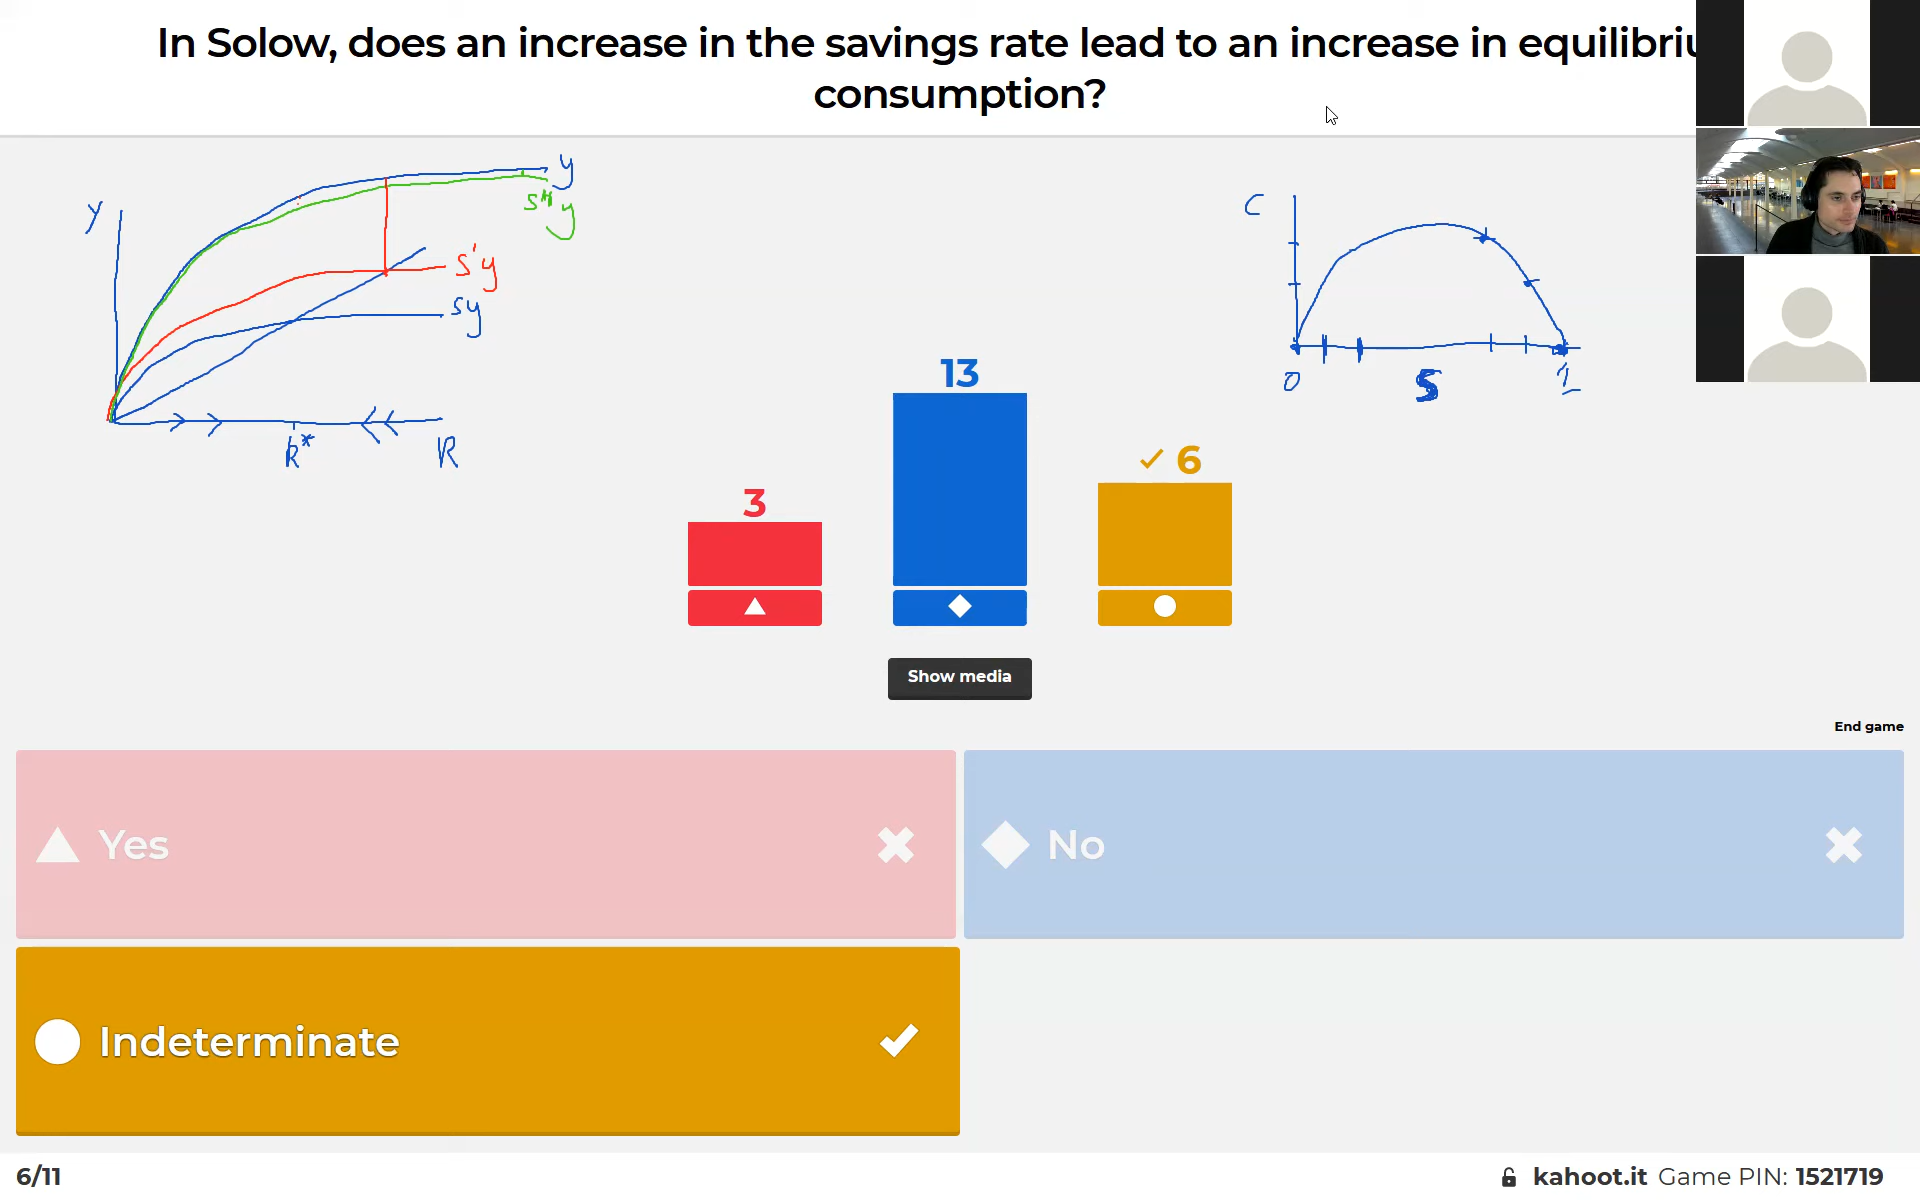 In Solow, does an increase in the savings rate lead to an increase in equilibriu
consumption?
y
s" y
y
s' y
sy
k*
k
C
0
s
1
3
13
6
Show media
End game
Yes
No
Indeterminate
6/11
kahoot.it Game PIN: 1521719